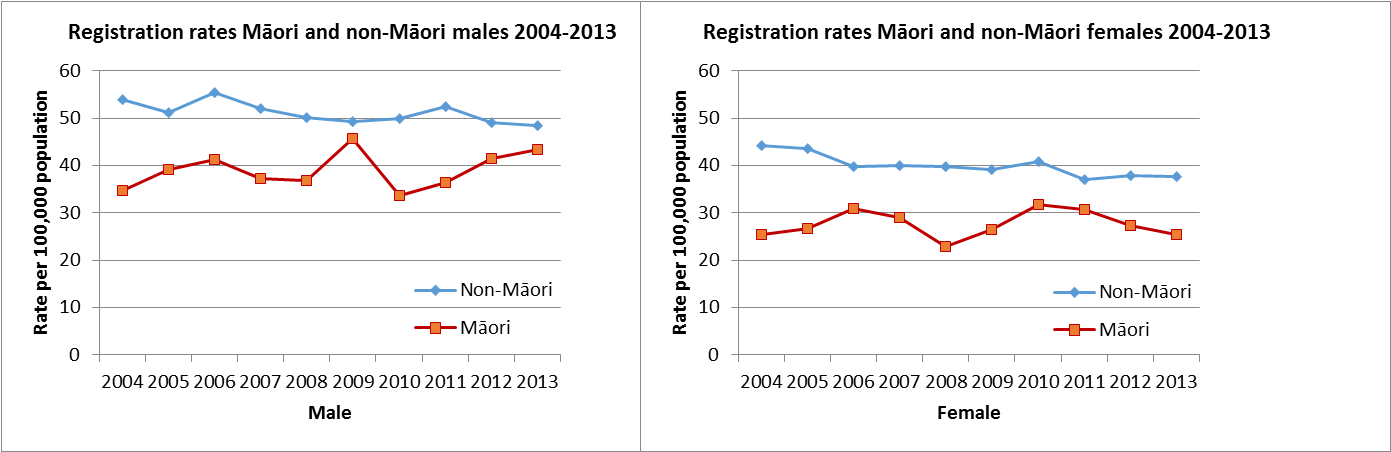 Registration rates Māori and non-Māori males 2004-2013
Rate per 100,000 population
60
50
40
30
20
10
0
Non-Māori
Māori
2004 2005 2006 2007 2008 2009 2010 2011 2012 2013
Male
Registration rates Māori and non-Māori females 2004-2013
Rate per 100,000 population
60
50
40
30
20
10
0
Non-Māori
Māori
2004 2005 2006 2007 2008 2009 2010 2011 2012 2013
Female